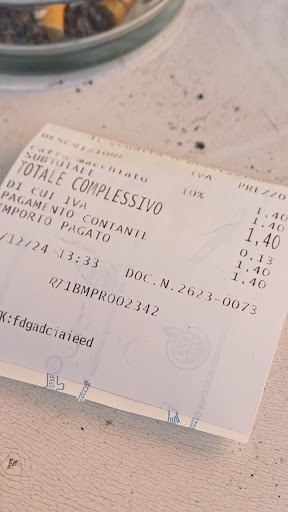 DESCRIZIONE IVA PREZZO
Caffè macchiato 10% 1.40
SUBTOTALE 1.40
TOTALE COMPLESSIVO 1,40
DI CUI IVA 0.13
PAGAMENTO CONTANTE 1.40
IMPORTO PAGATO 1.40
/12/24 13:33 DOC.N.2623-0073
RT1BMPR002342
K:fdgadciaieed